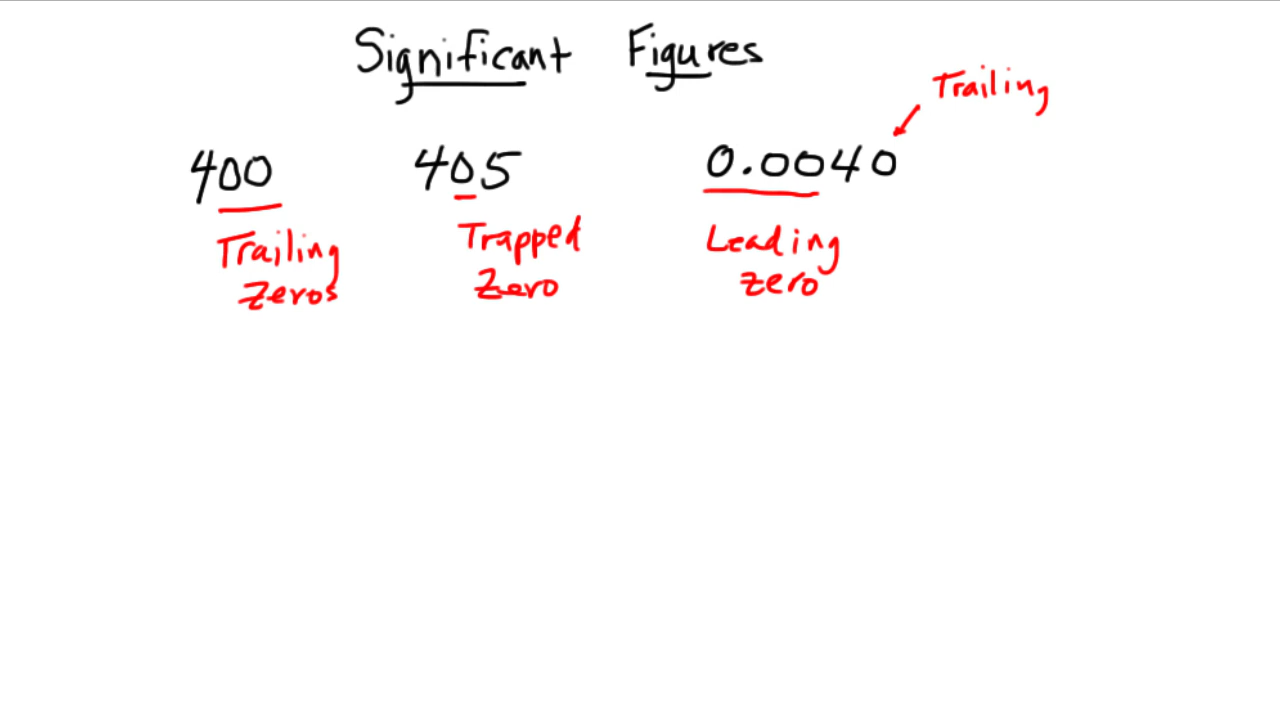 Significant Figures
Trailing
400 405 0.0040
Trailing Zeros
Trapped Zero
Leading zero